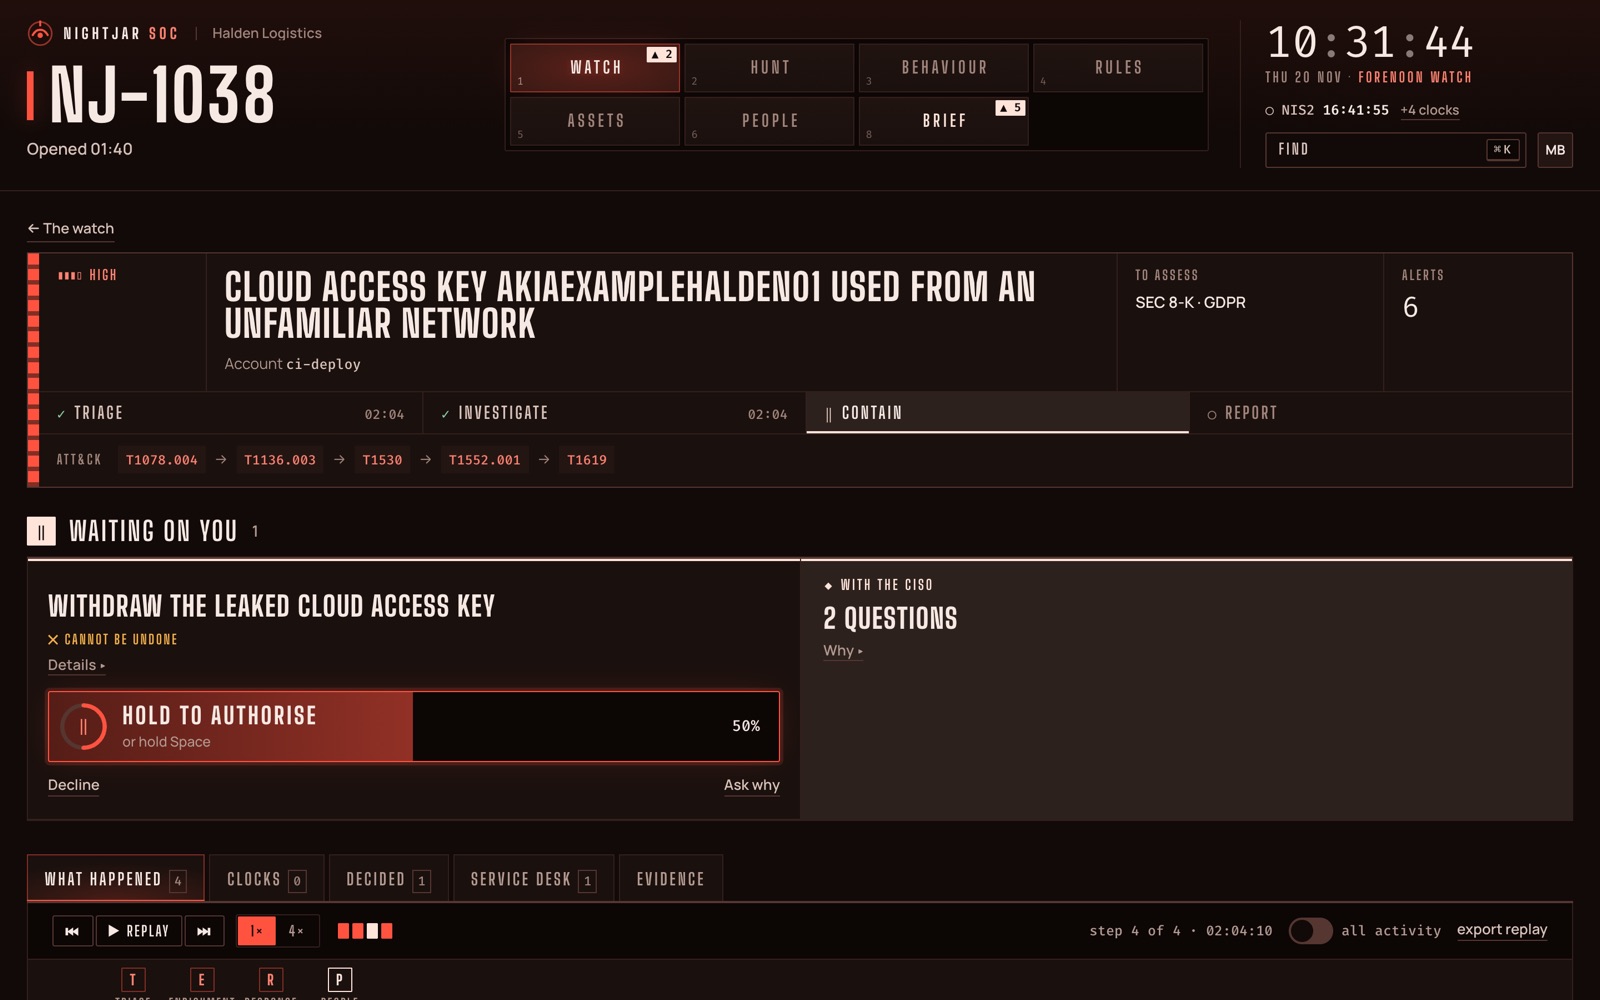 NIGHTJAR SOC | Halden Logistics
NJ-1038
Opened 01:40
WATCH ▲ 2
1
HUNT
2
BEHAVIOUR
3
RULES
4
ASSETS
5
PEOPLE
6
BRIEF ▲ 5
8
10:31:44
THU 20 NOV · FORENOON WATCH
○ NIS2 16:41:55 +4 clocks
FIND ⌘K
MB
← The watch
HIGH
CLOUD ACCESS KEY AKIAEXAMPLEHALDEN01 USED FROM AN
UNFAMILIAR NETWORK
Account ci-deploy
TO ASSESS
SEC 8-K · GDPR
ALERTS
6
✓ TRIAGE 02:04
✓ INVESTIGATE 02:04
|| CONTAIN
○ REPORT
ATT&CK T1078.004 → T1136.003 → T1530 → T1552.001 → T1619
|| WAITING ON YOU 1
WITHDRAW THE LEAKED CLOUD ACCESS KEY
✕ CANNOT BE UNDONE
Details ▸
|| HOLD TO AUTHORISE
or hold Space
50%
Decline
Ask why
◆ WITH THE CISO
2 QUESTIONS
Why ▸
WHAT HAPPENED 4
CLOCKS 0
DECIDED 1
SERVICE DESK 1
EVIDENCE
⏮ ▶ REPLAY ⏭ 1× 4×
step 4 of 4 · 02:04:10 all activity export replay
T E R P
TRIAGE ENRICHMENT RESPONSE PEOPLE